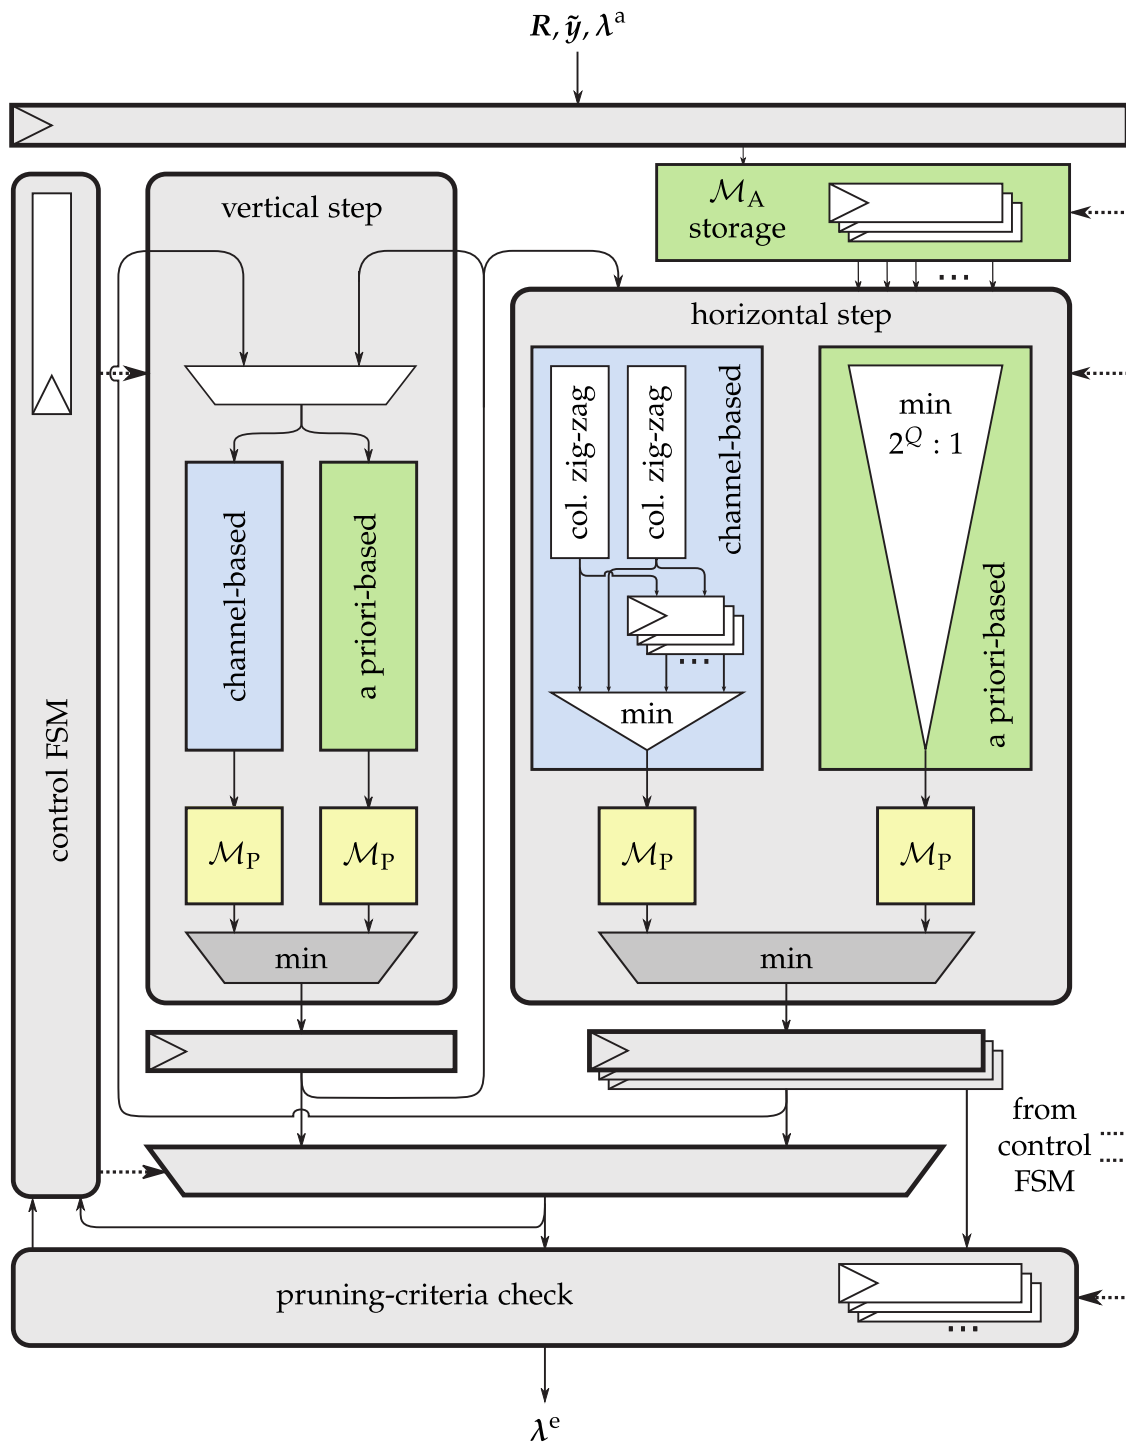 R, ỹ, λᵃ
vertical step
ℳ_A
storage
...
horizontal step
col. zig-zag
col. zig-zag
channel-based
min
2^Q : 1
a priori-based
channel-based
a priori-based
...
min
control FSM
ℳ_P
ℳ_P
ℳ_P
ℳ_P
min
min
from
control
FSM
pruning-criteria check
...
λᵉ